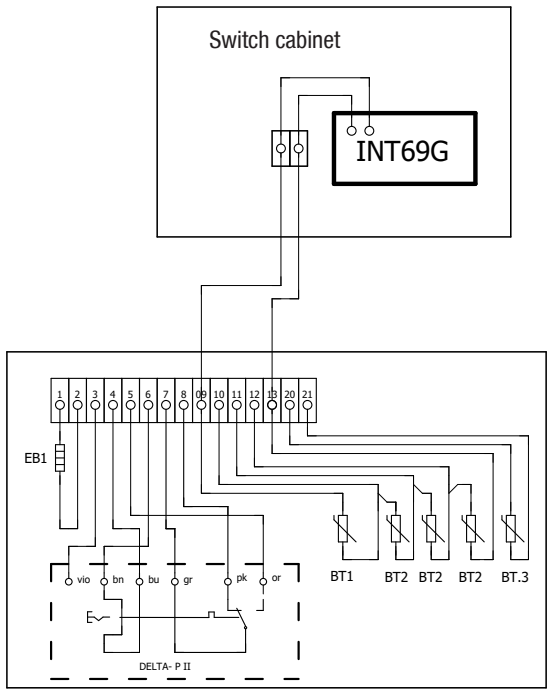 Switch cabinet
INT69G
1 2 3 4 5 6 7 8 09 10 11 12 13 20 21
EB1
vio bn bu gr pk or
BT1 BT2 BT2 BT2 BT.3
DELTA- P II